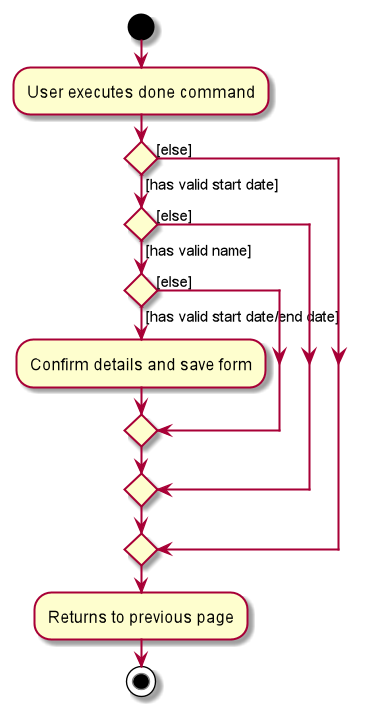 User executes done command
[else]
[has valid start date]
[else]
[has valid name]
[else]
[has valid start date/end date]
Confirm details and save form
Returns to previous page